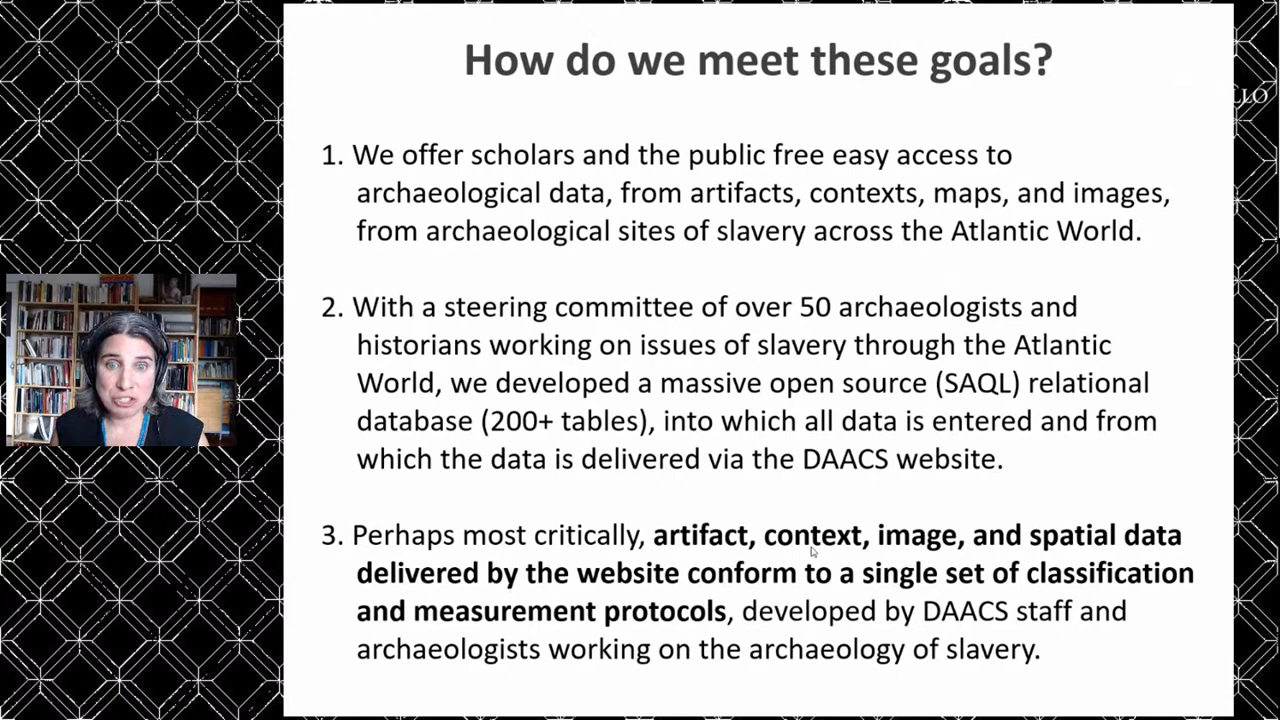 How do we meet these goals?
LLO
1. We offer scholars and the public free easy access to
archaeological data, from artifacts, contexts, maps, and images,
from archaeological sites of slavery across the Atlantic World.
2. With a steering committee of over 50 archaeologists and
historians working on issues of slavery through the Atlantic
World, we developed a massive open source (SAQL) relational
database (200+ tables), into which all data is entered and from
which the data is delivered via the DAACS website.
3. Perhaps most critically, artifact, context, image, and spatial data
delivered by the website conform to a single set of classification
and measurement protocols, developed by DAACS staff and
archaeologists working on the archaeology of slavery.